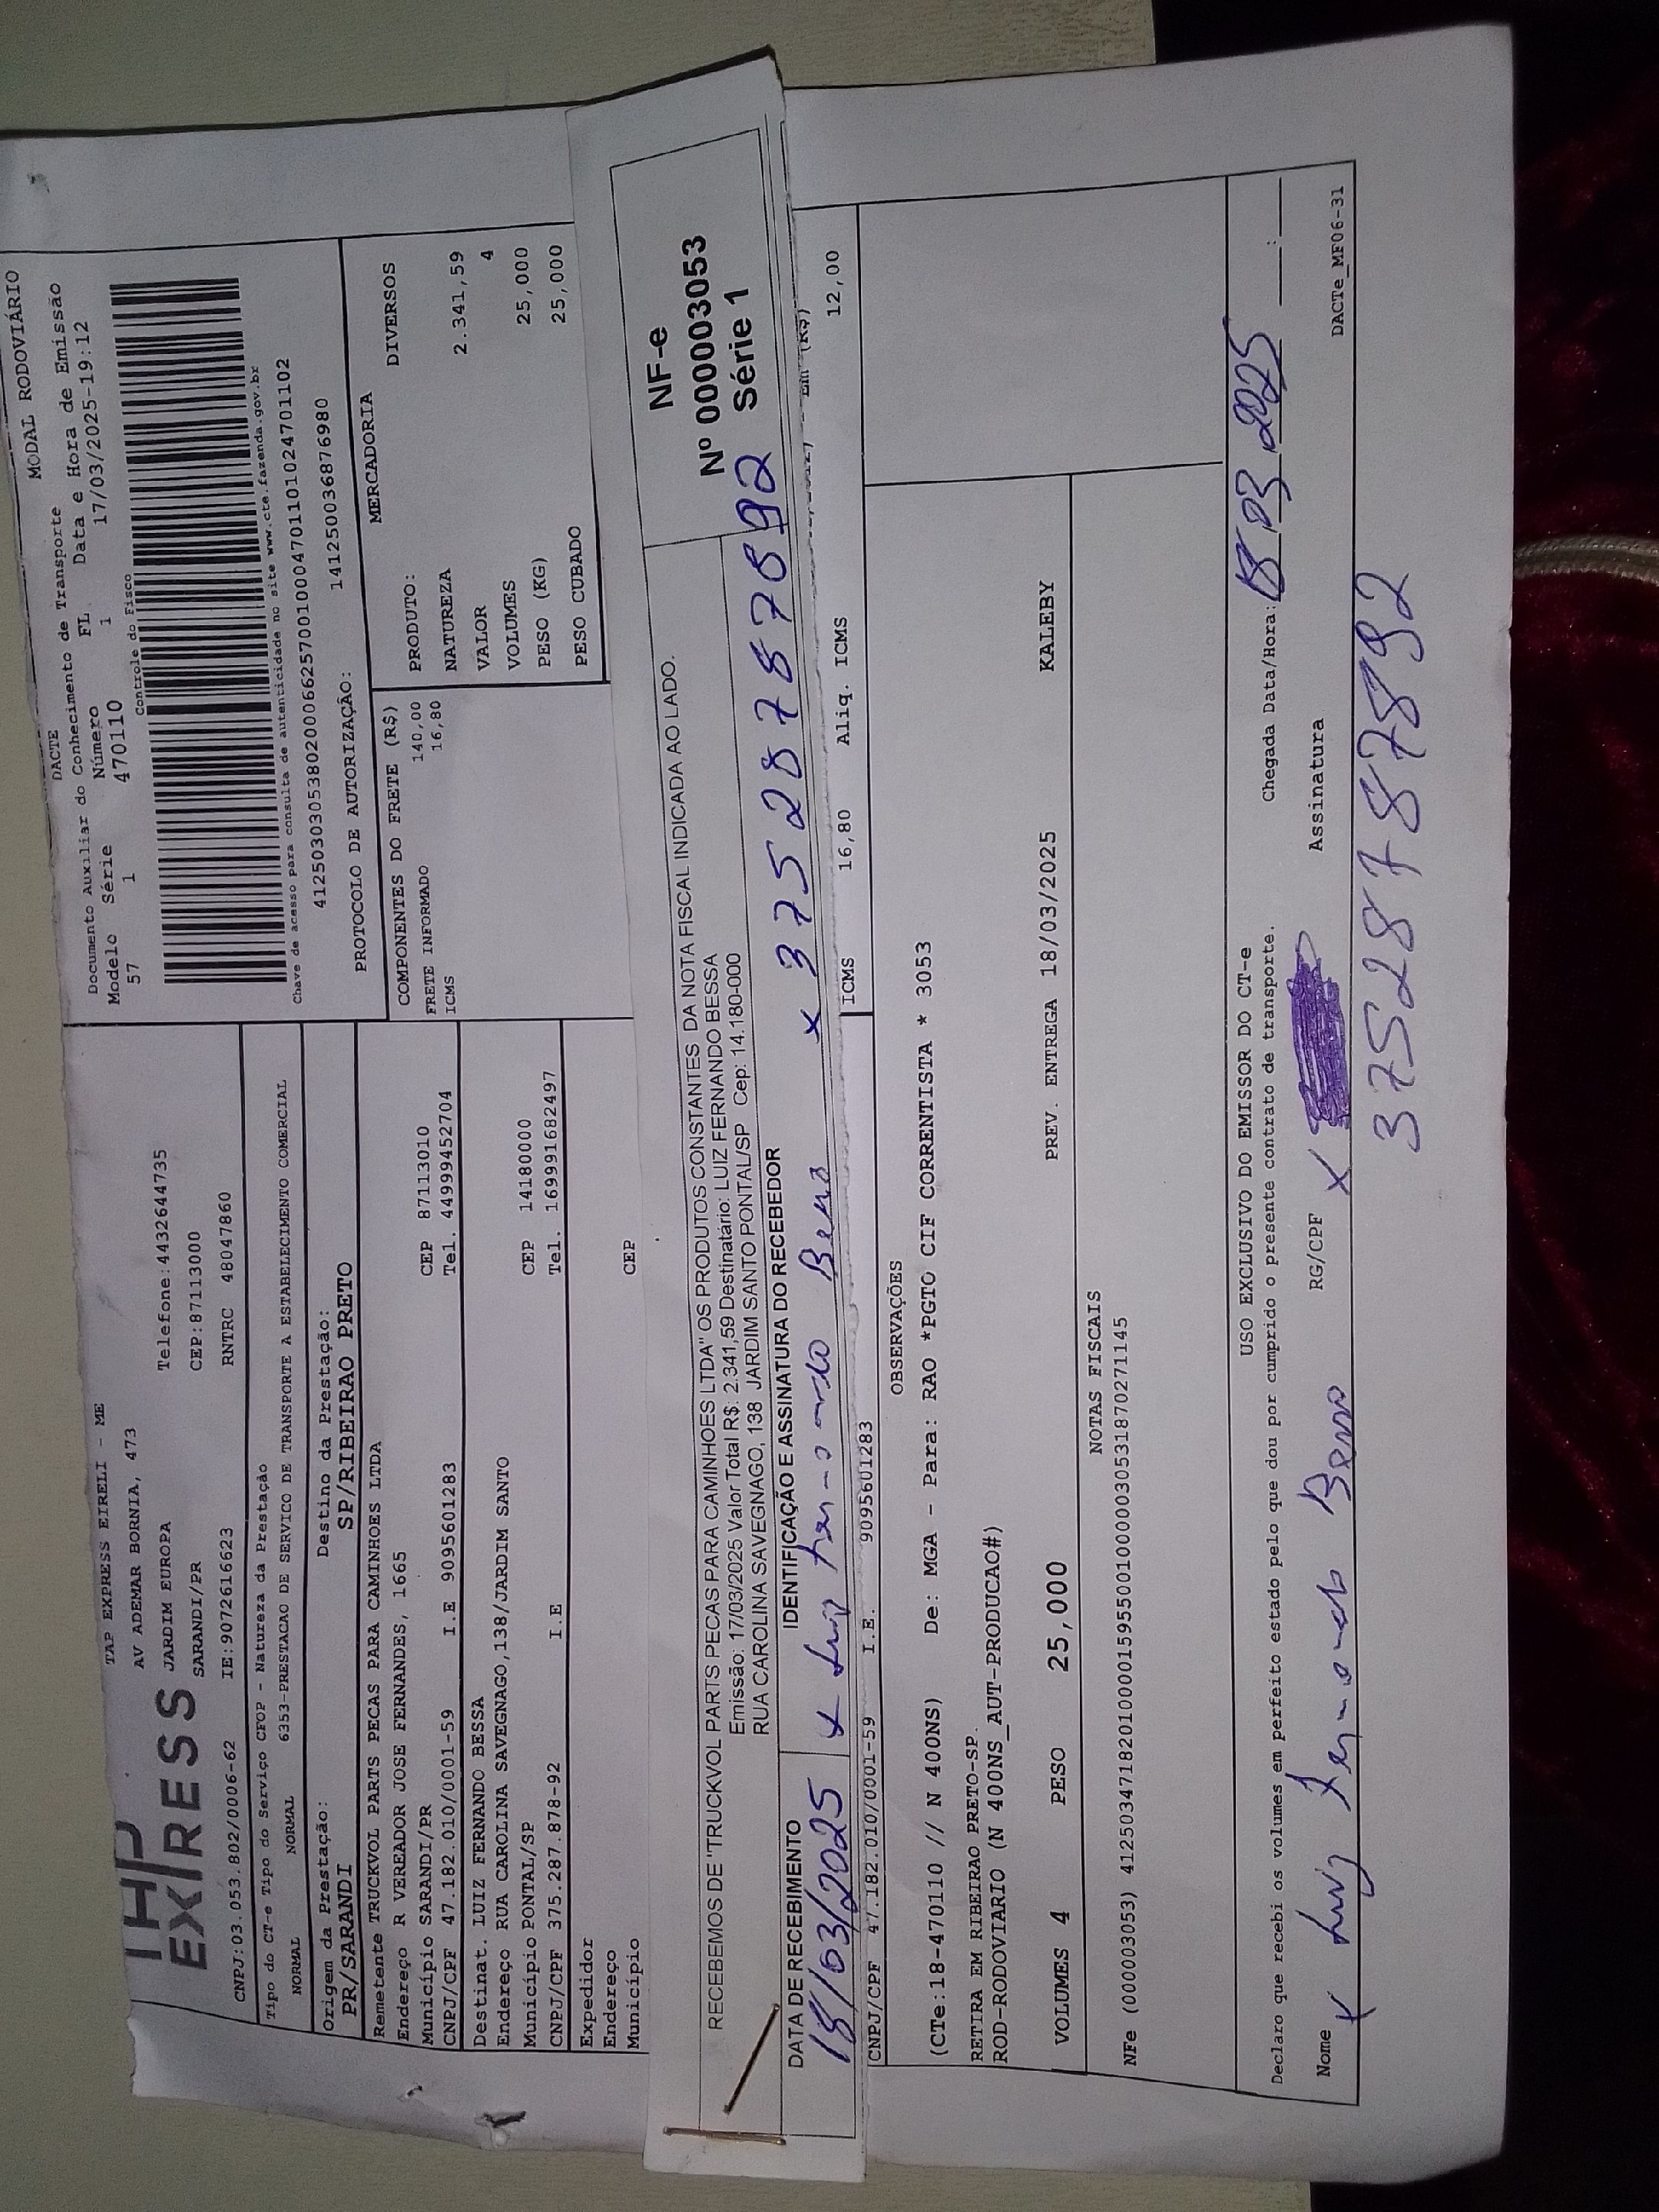 TAP EXPRESS EIRELI - ME
AV ADEMAR BORNIA, 473
JARDIM EUROPA Telefone:4432644735
EXPRESS SARANDI/PR CEP:87113000
CNPJ:03.053.802/0006-62 IE:9072616623 RNTRC 48047860
DACTE MODAL RODOVIÁRIO
Documento Auxiliar do Conhecimento de Transporte
Modelo Série Número FL. Data e Hora de Emissão
57 1 470110 1 17/03/2025-19:12
Controle do Fisco
Chave de acesso para consulta de autenticidade no site www.cte.fazenda.gov.br
41250303053802000662570010004701101024701102
PROTOCOLO DE AUTORIZAÇÃO: 141250036876980
Tipo do CT-e Tipo do Serviço CFOP - Natureza da Prestação
NORMAL NORMAL 6353-PRESTACAO DE SERVICO DE TRANSPORTE A ESTABELECIMENTO COMERCIAL
Origem da Prestação: Destino da Prestação:
PR/SARANDI SP/RIBEIRAO PRETO
Remetente TRUCKVOL PARTS PECAS PARA CAMINHOES LTDA
Endereço R VEREADOR JOSE FERNANDES, 1665
Município SARANDI/PR CEP 87113010
CNPJ/CPF 47.182.010/0001-59 I.E 9095601283 Tel. 44999452704
Destinat. LUIZ FERNANDO BESSA
Endereço RUA CAROLINA SAVEGNAGO,138/JARDIM SANTO
Município PONTAL/SP CEP 14180000
CNPJ/CPF 375.287.878-92 I.E Tel. 16999168249​7
Expedidor
Endereço
Município CEP
COMPONENTES DO FRETE (R$)
FRETE INFORMADO 140,00
ICMS 16,80
MERCADORIA
PRODUTO: DIVERSOS
NATUREZA
VALOR 2.341,59
VOLUMES 4
PESO (KG) 25,000
PESO CUBADO 25,000
RECEBEMOS DE "TRUCKVOL PARTS PECAS PARA CAMINHOES LTDA" OS PRODUTOS CONSTANTES DA NOTA FISCAL INDICADA AO LADO.
Emissão: 17/03/2025 Valor Total R$: 2.341,59 Destinatário: LUIZ FERNANDO BESSA
RUA CAROLINA SAVEGNAGO, 138 JARDIM SANTO PONTAL/SP Cep: 14.180-000
NF-e
Nº 000003053
Série 1
DATA DE RECEBIMENTO IDENTIFICAÇÃO E ASSINATURA DO RECEBEDOR
18/03/2025 x Luiz Fernando Bessa x 37528787892
CNPJ/CPF 47.182.010/0001-59 I.E. 9095601283 ICMS 16,80 Aliq. ICMS 12,00
OBSERVAÇÕES
(CTe:18-470110 // N 400NS) De: MGA - Para: RAO *PGTO CIF CORRENTISTA * 3053
RETIRA EM RIBEIRAO PRETO-SP.
ROD-RODOVIARIO (N 400NS_AUT-PRODUCAO#)
VOLUMES 4 PESO 25,000 PREV. ENTREGA 18/03/2025 KALEBY
NOTAS FISCAIS
NFe (000003053) 41250347182010000159550010000030531870271145
USO EXCLUSIVO DO EMISSOR DO CT-e
Declaro que recebi os volumes em perfeito estado pelo que dou por cumprido o presente contrato de transporte. Chegada Data/Hora: 18 03 2025 ___:___
Nome x Luiz Fernando Bessa RG/CPF x Assinatura
37528787892
DACTe_MF06-31